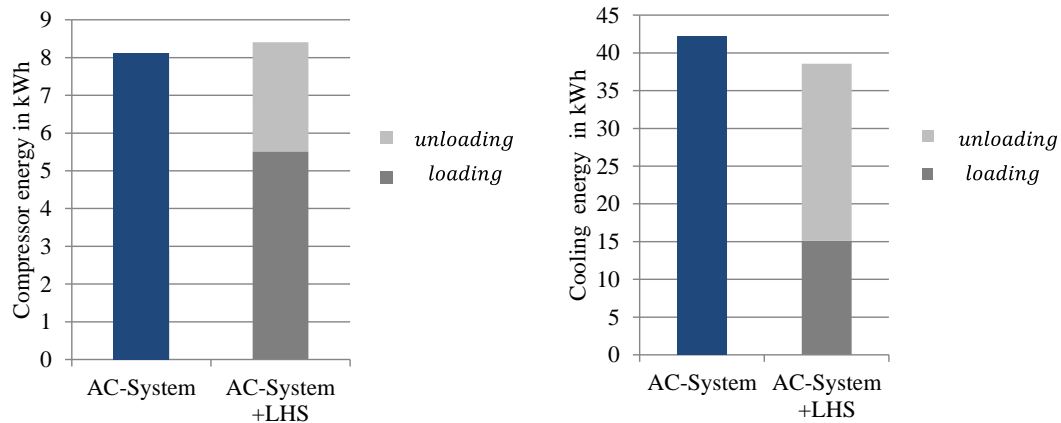 Compressor energy in kWh
9
8
7
6
5
4
3
2
1
0
AC-System
AC-System
+LHS
unloading
loading
Cooling energy in kWh
45
40
35
30
25
20
15
10
5
0
AC-System
AC-System
+LHS
unloading
loading